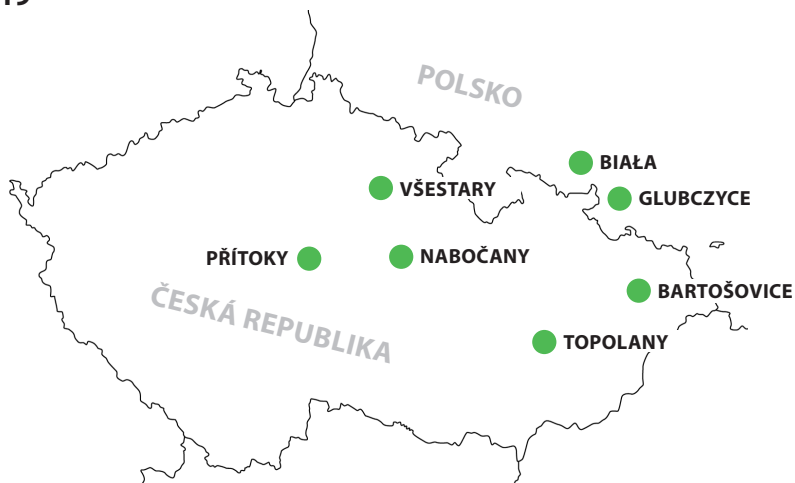 POLSKO
BIAŁA
VŠESTARY
GLUBCZYCE
PŘÍTOKY
NABOČANY
BARTOŠOVICE
ČESKÁ REPUBLIKA
TOPOLANY